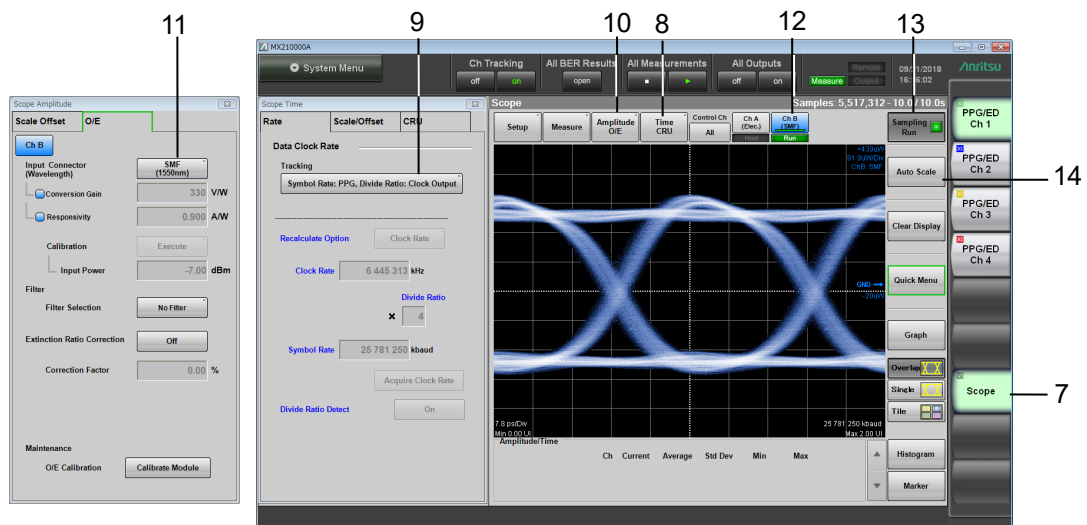 11
9
10
8
12
13
MX210000A
System Menu
Ch Tracking
off
on
All BER Results
open
All Measurements
All Outputs
off
on
Remote
Measure
Output
09/
/2018
16:
6:02
Anritsu
Scope Amplitude
Scale Offset
O/E
Ch B
Input Connector
(Wavelength)
SMF
(1550nm)
Conversion Gain
330
V/W
Responsivity
0.900
A/W
Calibration
Execute
Input Power
-7.00
dBm
Filter
Filter Selection
No Filter
Extinction Ratio Correction
Off
Correction Factor
0.00
%
Maintenance
O/E Calibration
Calibrate Module
Scope Time
Rate
Scale/Offset
CRU
Data Clock Rate
Tracking
Symbol Rate: PPG, Divide Ratio: Clock Output
Recalculate Option
Clock Rate
Clock Rate
6 445 313
kHz
Divide Ratio
×
4
Symbol Rate
25 781 250
kbaud
Acquire Clock Rate
Divide Ratio Detect
On
Scope
Samples: 5,517,312 - 10.0 / 10.0s
Setup
Measure
Amplitude
O/E
Time
CRU
Control Ch
All
Ch A
(Elec.)
Hold
Ch B
(SMF)
Run
91.9uW/Div
ChB: SMF
GND
-20uW
7.8 ps/Div
Min 0.00 UI
25 781 250 kbaud
Max 2.00 UI
Amplitude/Time
Ch
Current
Average
Std Dev
Min
Max
Sampling
Run
Auto Scale
Clear Display
Quick Menu
Graph
Overlap
Single
Tile
Histogram
Marker
PPG/ED
Ch 1
PPG/ED
Ch 2
PPG/ED
Ch 3
PPG/ED
Ch 4
Scope
14
7